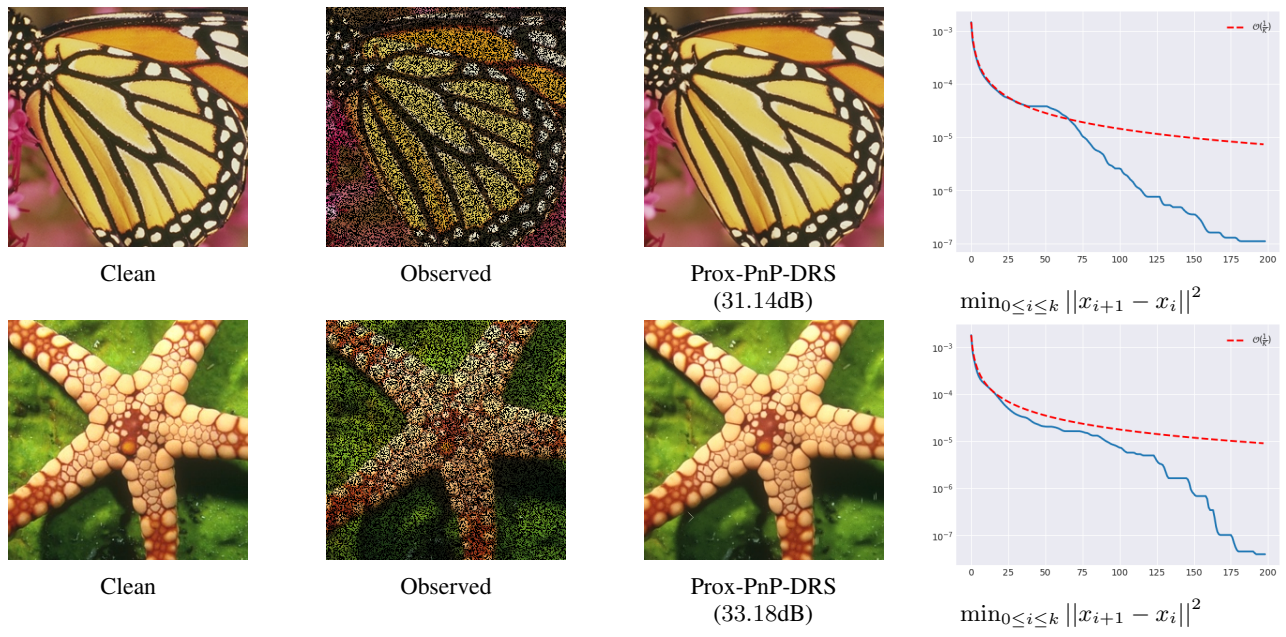 O(1/K)
10⁻³
10⁻⁴
10⁻⁵
10⁻⁶
10⁻⁷
0 25 50 75 100 125 150 175 200
Clean
Observed
Prox-PnP-DRS
(31.14dB)
min_{0≤i≤k} ||x_{i+1} − x_i||²
O(1/K)
10⁻³
10⁻⁴
10⁻⁵
10⁻⁶
10⁻⁷
0 25 50 75 100 125 150 175 200
Clean
Observed
Prox-PnP-DRS
(33.18dB)
min_{0≤i≤k} ||x_{i+1} − x_i||²